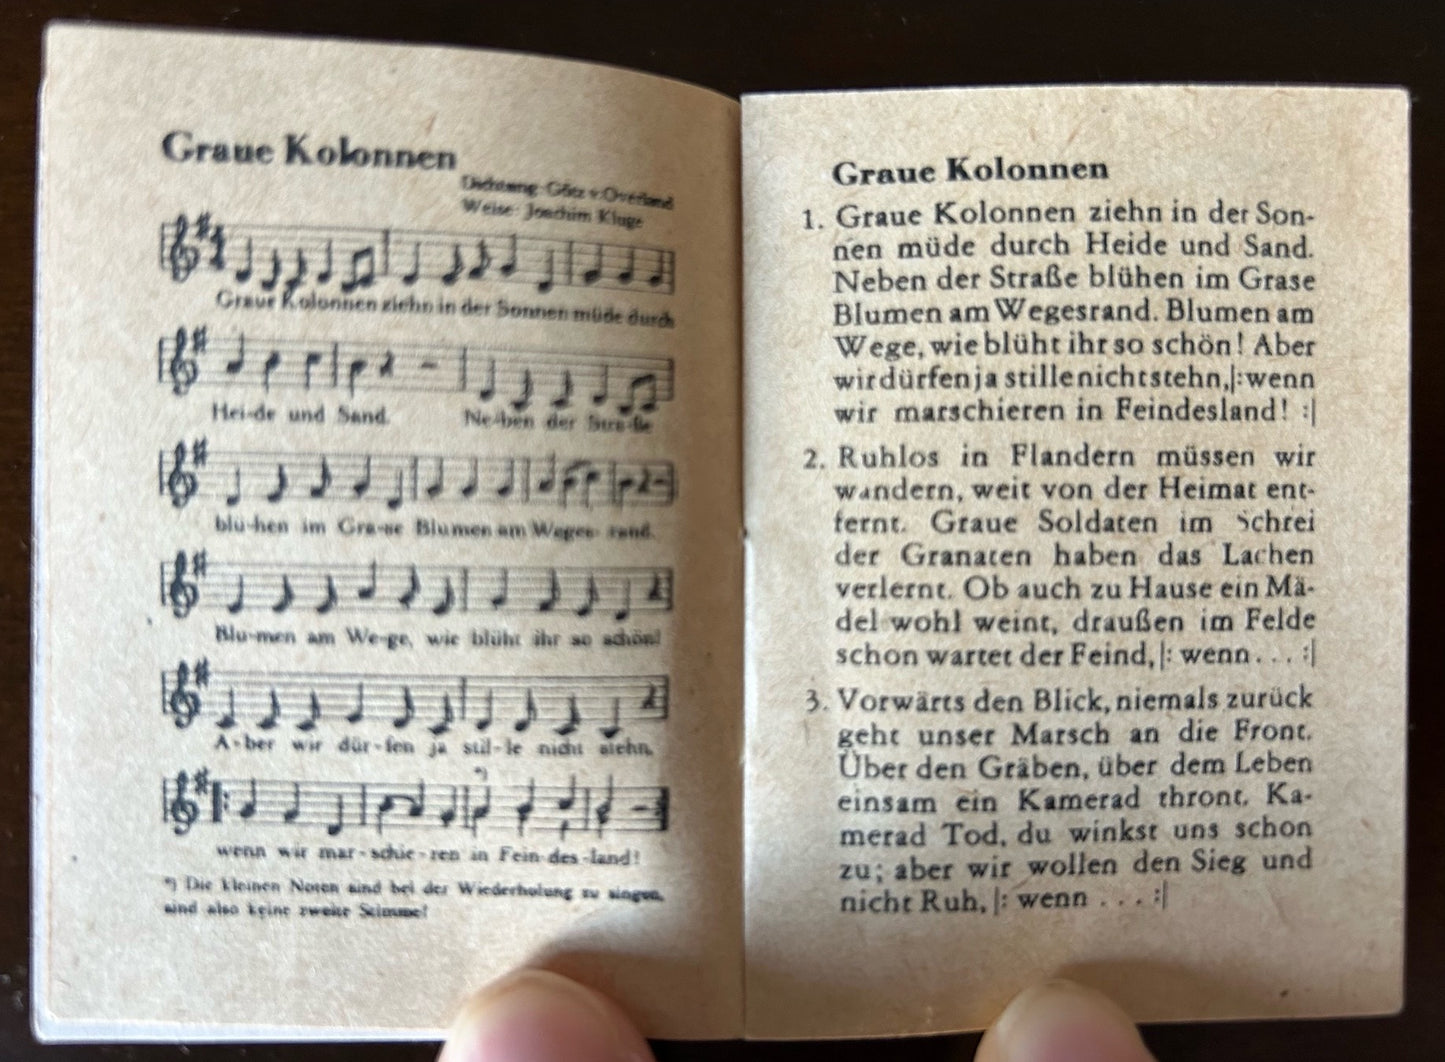 Graue Kolonnen
Dichtung: Götz v. Overland
Weise: Joachim Kluge
Graue Kolonnen ziehn in der Sonnen müde durch
Hei-de und Sand. Ne-ben der Stra-ße
blü-hen im Gra-se Blumen am Weges- rand.
Blu-men am We-ge, wie blüht ihr so schön!
A-ber wir dür-fen ja stil-le nicht stehn,
*)
wenn wir mar-schie-ren in Fein-des-land!
*) Die kleinen Noten sind bei der Wiederholung zu singen,
sind also keine zweite Stimme!
Graue Kolonnen
1. Graue Kolonnen ziehn in der Son-
nen müde durch Heide und Sand.
Neben der Straße blühen im Grase
Blumen am Wegesrand. Blumen am
Wege, wie blüht ihr so schön! Aber
wir dürfen ja stille nicht stehn, |: wenn
wir marschieren in Feindesland! :|
2. Ruhlos in Flandern müssen wir
wandern, weit von der Heimat ent-
fernt. Graue Soldaten im Schrei
der Granaten haben das Lachen
verlernt. Ob auch zu Hause ein Mä-
del wohl weint, draußen im Felde
schon wartet der Feind, |: wenn . . . :|
3. Vorwärts den Blick, niemals zurück
geht unser Marsch an die Front.
Über den Gräben, über dem Leben
einsam ein Kamerad thront. Ka-
merad Tod, du winkst uns schon
zu; aber wir wollen den Sieg und
nicht Ruh, |: wenn . . . :|